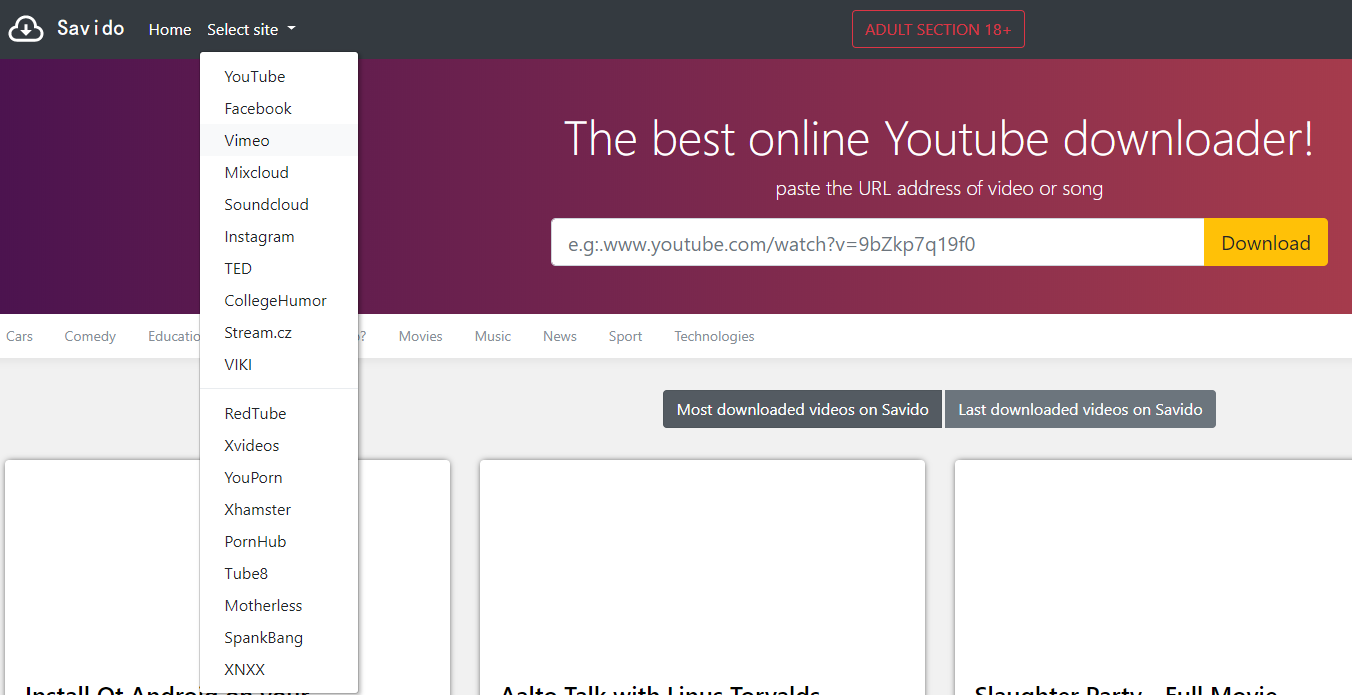 Savido Home Select site ADULT SECTION 18+
YouTube
Facebook
Vimeo
Mixcloud
Soundcloud
Instagram
TED
CollegeHumor
Stream.cz
VIKI
RedTube
Xvideos
YouPorn
Xhamster
PornHub
Tube8
Motherless
SpankBang
XNXX
The best online Youtube downloader!
paste the URL address of video or song
e.g:.www.youtube.com/watch?v=9bZkp7q19f0 Download
Cars Comedy Educatio o? Movies Music News Sport Technologies
Most downloaded videos on Savido Last downloaded videos on Savido
Install Qt Android on your Aalto Talk with Linus Torvalds Slaughter Party - Full Movie